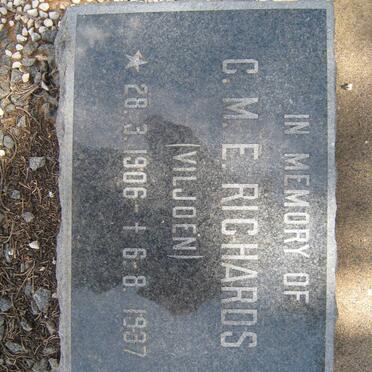 IN MEMORY OF
C. M. E. RICHARDS
(VILJOEN)
★ 28.3.1906 – † 6.8.1987